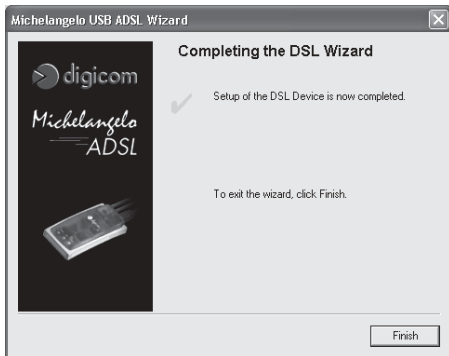 Michelangelo USB ADSL Wizard
digicom
Michelangelo
ADSL
Completing the DSL Wizard
Setup of the DSL Device is now completed.
To exit the wizard, click Finish.
Finish